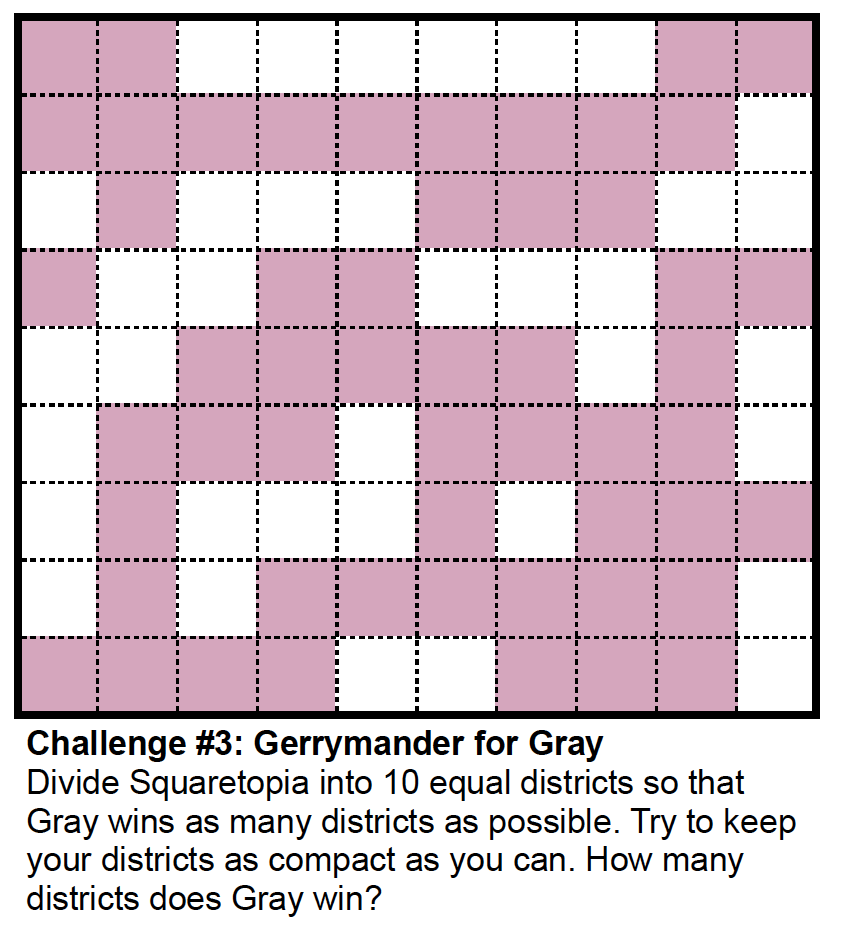 Challenge #3: Gerrymander for Gray
Divide Squaretopia into 10 equal districts so that
Gray wins as many districts as possible. Try to keep
your districts as compact as you can. How many
districts does Gray win?